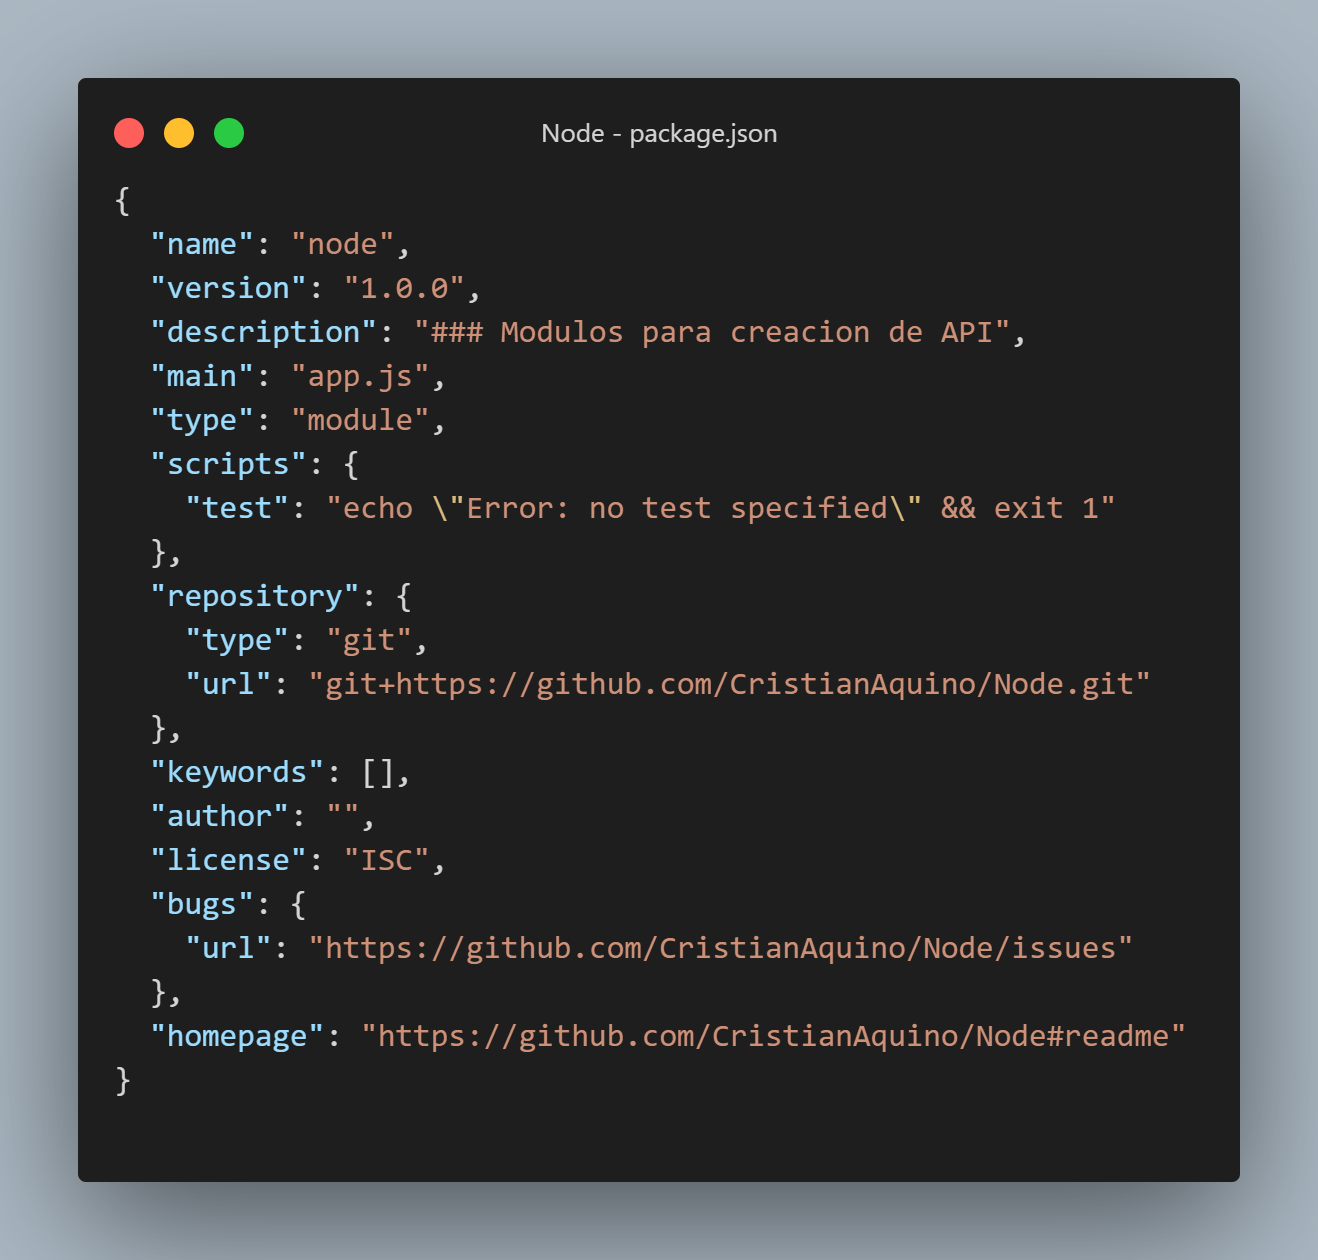 Node - package.json
{
  "name": "node",
  "version": "1.0.0",
  "description": "### Modulos para creacion de API",
  "main": "app.js",
  "type": "module",
  "scripts": {
    "test": "echo \"Error: no test specified\" && exit 1"
  },
  "repository": {
    "type": "git",
    "url": "git+https://github.com/CristianAquino/Node.git"
  },
  "keywords": [],
  "author": "",
  "license": "ISC",
  "bugs": {
    "url": "https://github.com/CristianAquino/Node/issues"
  },
  "homepage": "https://github.com/CristianAquino/Node#readme"
}